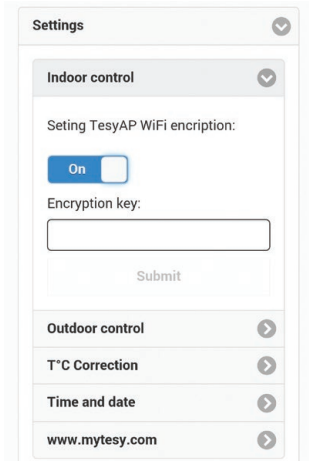 Settings
Indoor control
Seting TesyAP WiFi encription:
On
Encryption key:
Submit
Outdoor control
T°C Correction
Time and date
www.mytesy.com